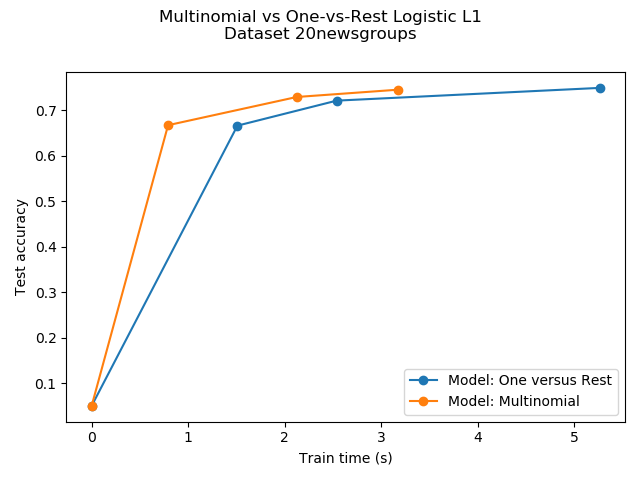 Multinomial vs One-vs-Rest Logistic L1
Dataset 20newsgroups
Test accuracy
0.7
0.6
0.5
0.4
0.3
0.2
0.1
Model: One versus Rest
Model: Multinomial
0 1 2 3 4 5
Train time (s)